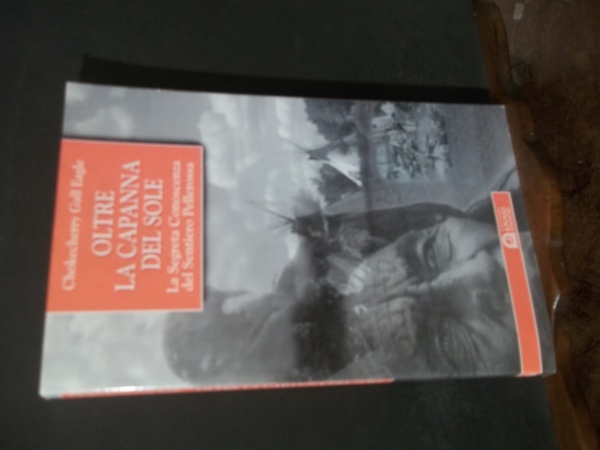 Chokecherry Gall Eagle
OLTRE
LA CAPANNA
DEL SOLE
La Segreta Conoscenza
del Sentiero Pellerossa